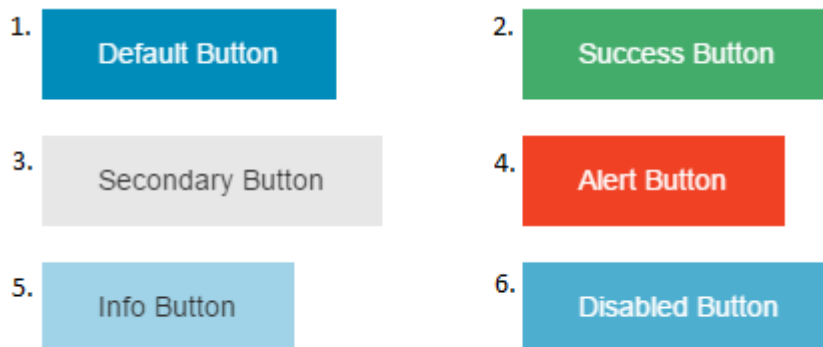 1. Default Button
2. Success Button
3. Secondary Button
4. Alert Button
5. Info Button
6. Disabled Button